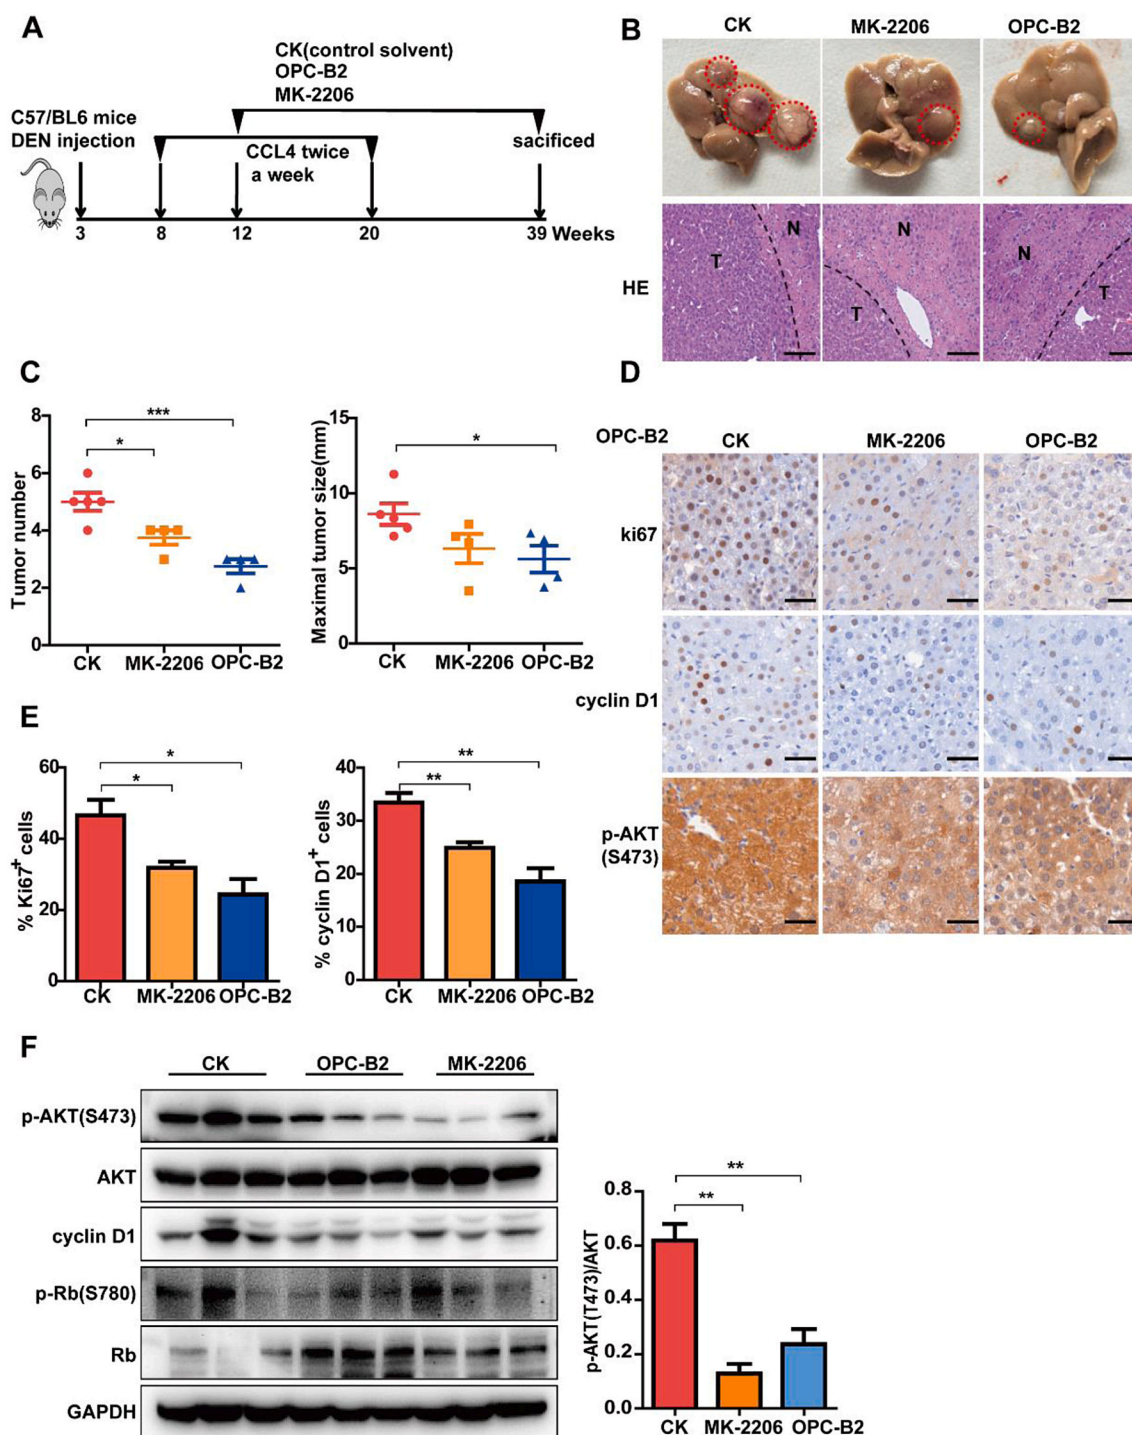 A
CK(control solvent)
OPC-B2
MK-2206
C57/BL6 mice
DEN injection
CCL4 twice
a week
sacificed
3 8 12 20 39 Weeks
B
CK MK-2206 OPC-B2
HE
T N
N T
N T
C
Tumor number
8
6
4
2
0
***
*
CK MK-2206 OPC-B2
Maximal tumor size(mm)
15
10
5
0
*
CK MK-2206 OPC-B2
D
OPC-B2 CK MK-2206 OPC-B2
ki67
cyclin D1
p-AKT
(S473)
E
% Ki67+ cells
60
40
20
0
*
*
CK MK-2206 OPC-B2
% cyclin D1+ cells
40
30
20
10
0
**
**
CK MK-2206 OPC-B2
F
CK OPC-B2 MK-2206
p-AKT(S473)
AKT
cyclin D1
p-Rb(S780)
Rb
GAPDH
p-AKT(T473)/AKT
0.8
0.6
0.4
0.2
0.0
**
**
CK MK-2206 OPC-B2